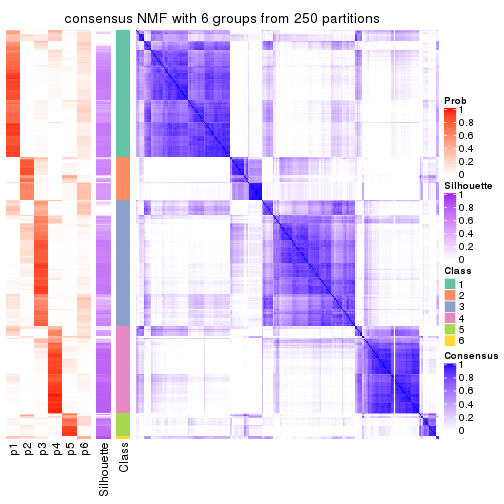 consensus NMF with 6 groups from 250 partitions
Prob
1
0.8
0.6
0.4
0.2
0
Silhouette
1
0.8
0.6
0.4
0.2
0
Class
1
2
3
4
5
6
Consensus
1
0.8
0.6
0.4
0.2
0
p1
p2
p3
p4
p5
p6
Silhouette
Class